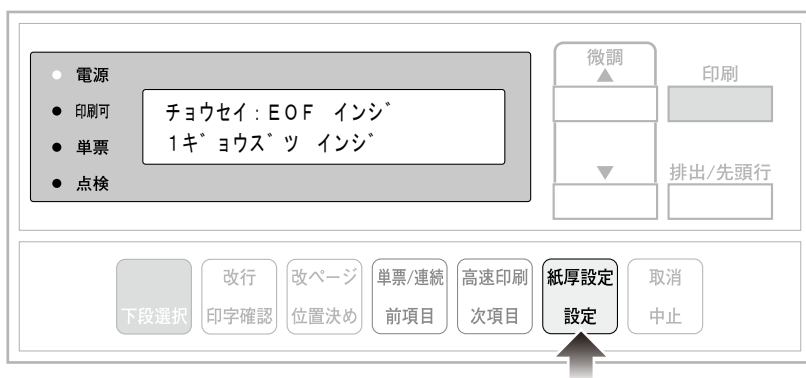 電源
印刷可
単票
点検
チョウセイ:EOF インジ
1ギョウズツ インジ
微調
▲
▼
印刷
排出/先頭行
下段選択
改行
印字確認
改ページ
位置決め
単票/連続
前項目
高速印刷
次項目
紙厚設定
設定
取消
中止